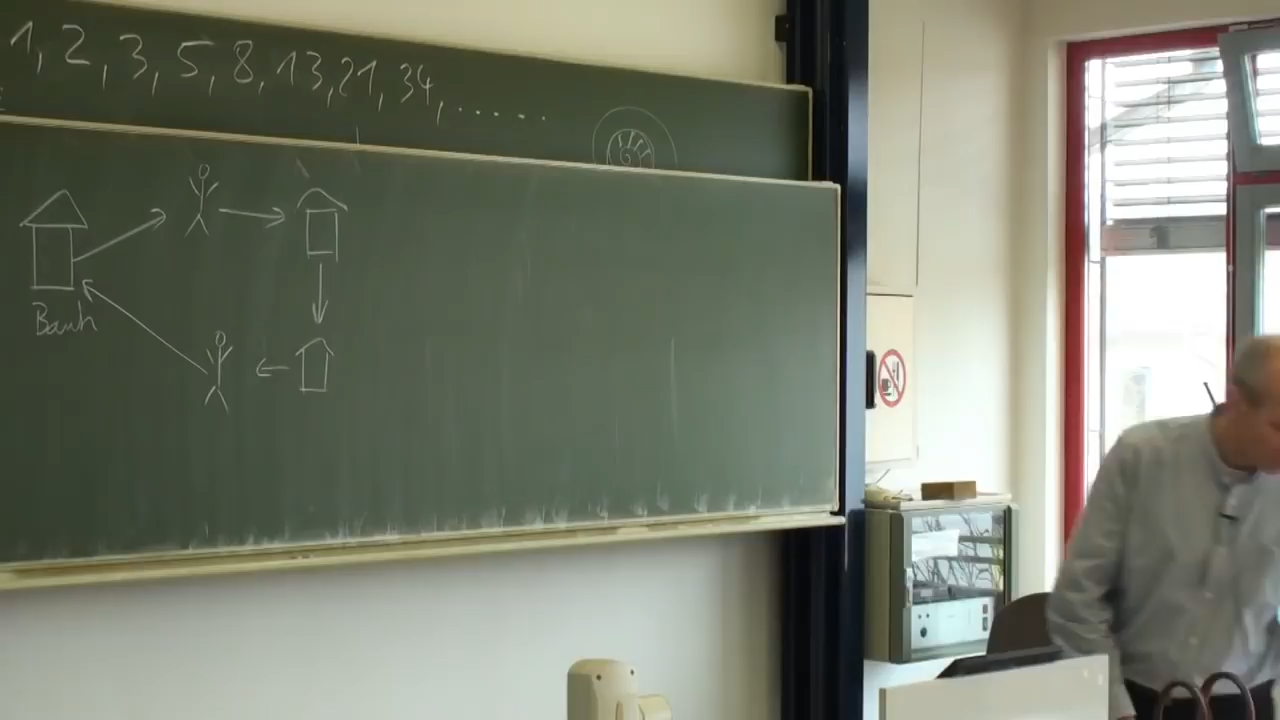 1, 2, 3, 5, 8, 13, 21, 34, .....
Bank